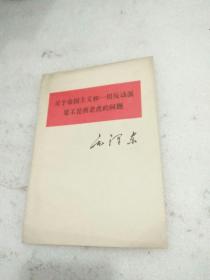 关于帝国主义和一切反动派
是不是真老虎的问题
毛泽东